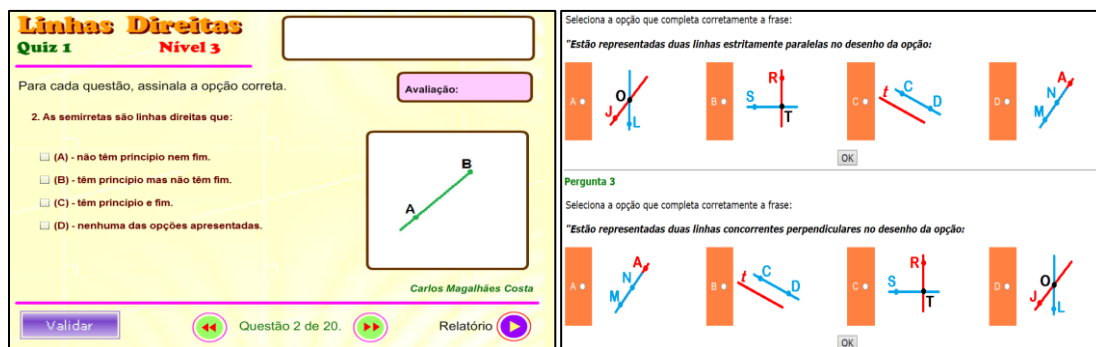 Linhas Direitas
Quiz 1 Nível 3
Para cada questão, assinala a opção correta.
Avaliação:
2. As semirretas são linhas direitas que:
(A) - não têm princípio nem fim.
(B) - têm princípio mas não têm fim.
(C) - têm princípio e fim.
(D) - nenhuma das opções apresentadas.
B
A
Carlos Magalhães Costa
Validar
Questão 2 de 20.
Relatório
Seleciona a opção que completa corretamente a frase:
"Estão representadas duas linhas estritamente paralelas no desenho da opção:
A O J L
B R S T
C t C D
D A N M
OK
Pergunta 3
Seleciona a opção que completa corretamente a frase:
"Estão representadas duas linhas concorrentes perpendiculares no desenho da opção:
A A N M
B t C D
C R S T
D O J L
OK